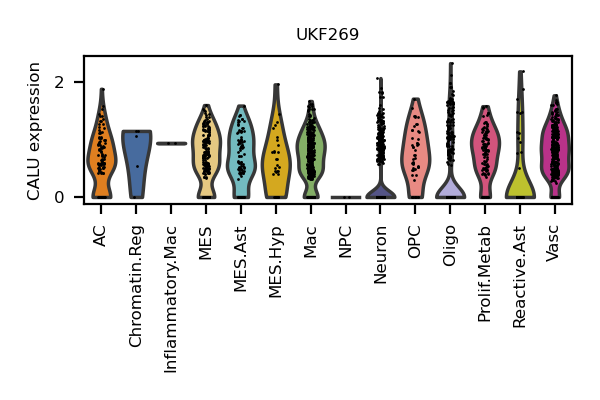 UKF269
CALU expression
2
0
AC
Chromatin.Reg
Inflammatory.Mac
MES
MES.Ast
MES.Hyp
Mac
NPC
Neuron
OPC
Oligo
Prolif.Metab
Reactive.Ast
Vasc